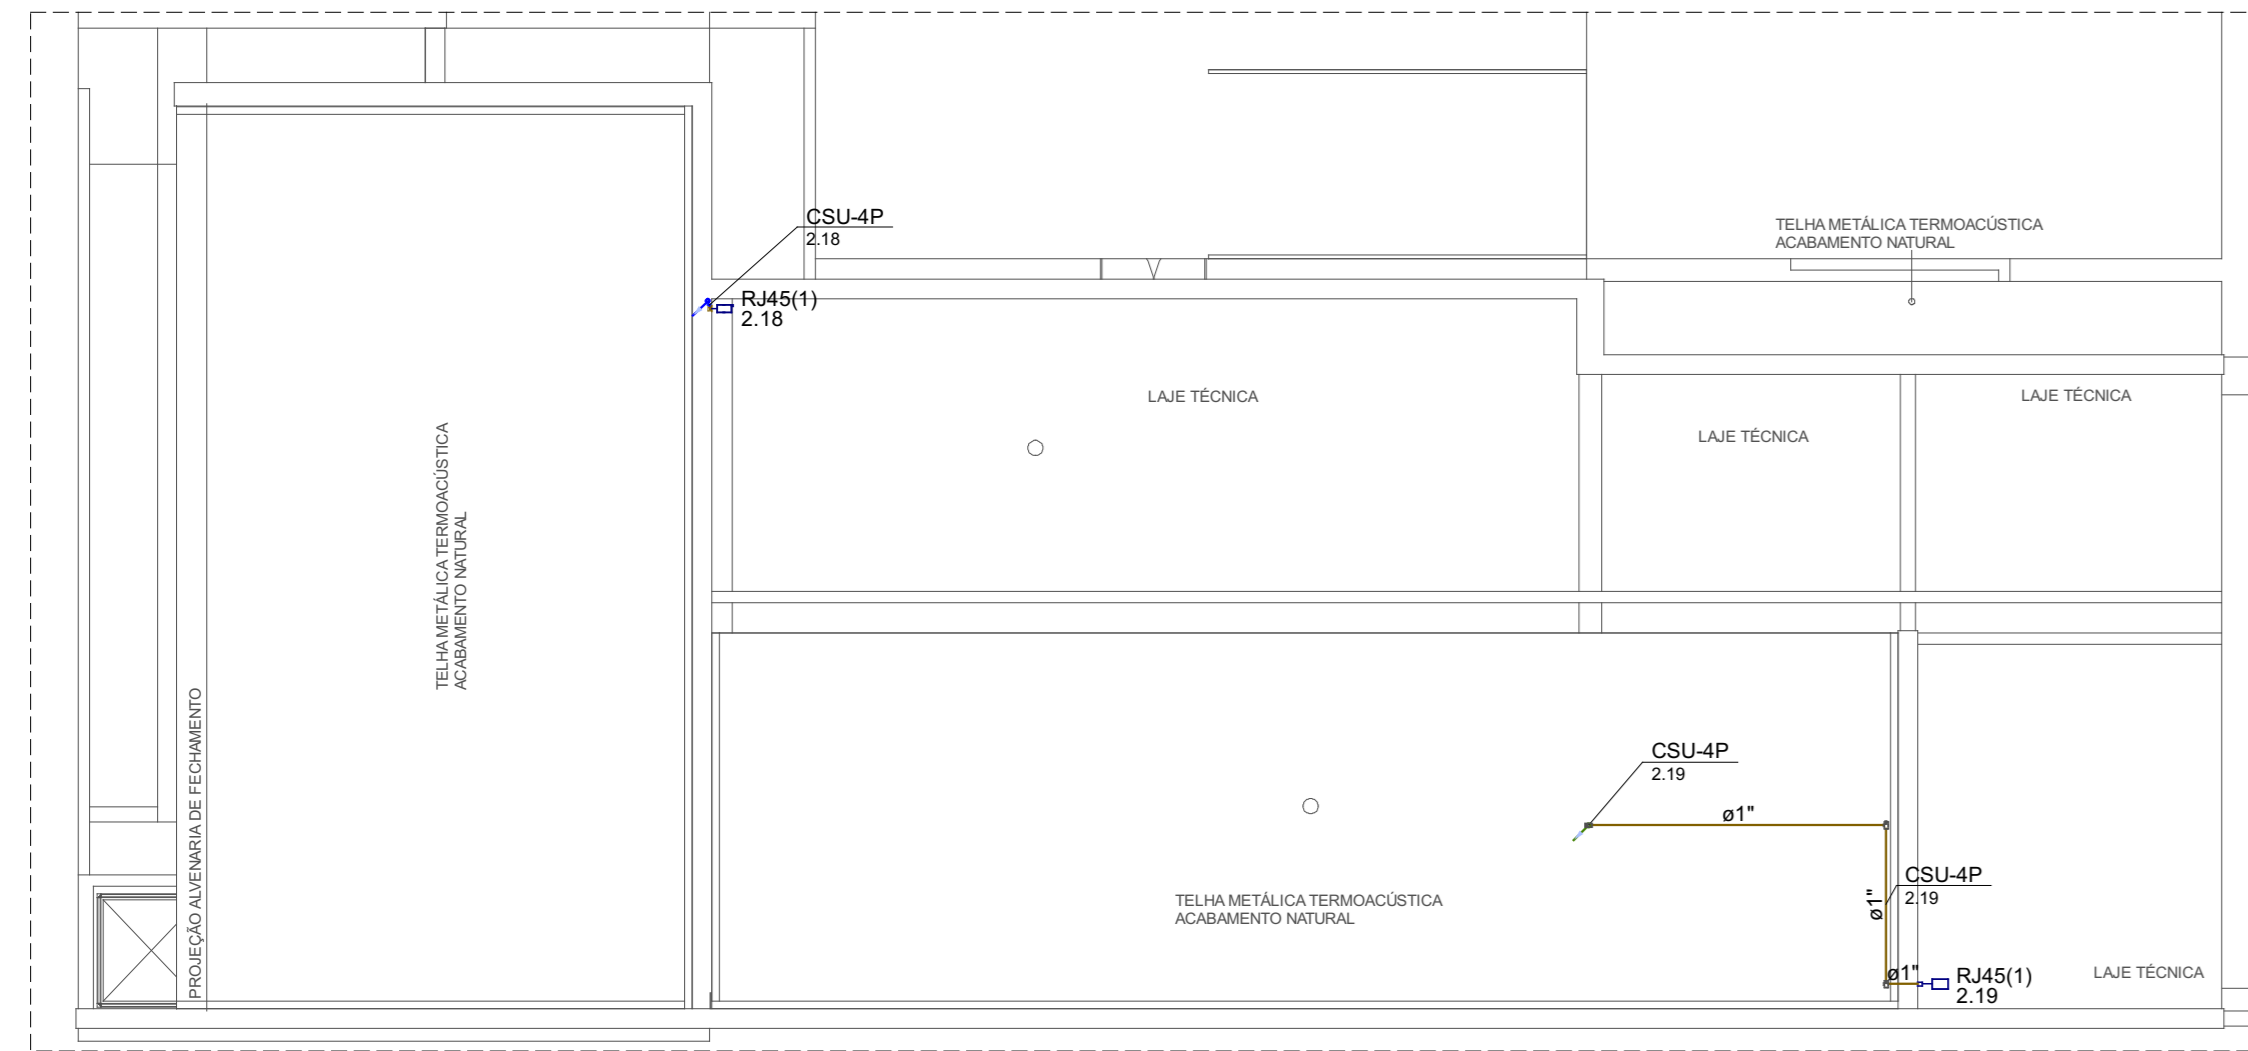 CSU-4P
2.18
TELHA METÁLICA TERMOACÚSTICA
ACABAMENTO NATURAL
RJ45(1)
2.18
LAJE TÉCNICA
LAJE TÉCNICA
LAJE TÉCNICA
TELHA METÁLICA TERMOACÚSTICA
ACABAMENTO NATURAL
PROJEÇÃO ALVENARIA DE FECHAMENTO
CSU-4P
2.19
ø1"
CSU-4P
2.19
ø1"
TELHA METÁLICA TERMOACÚSTICA
ACABAMENTO NATURAL
ø1"
RJ45(1)
2.19
LAJE TÉCNICA